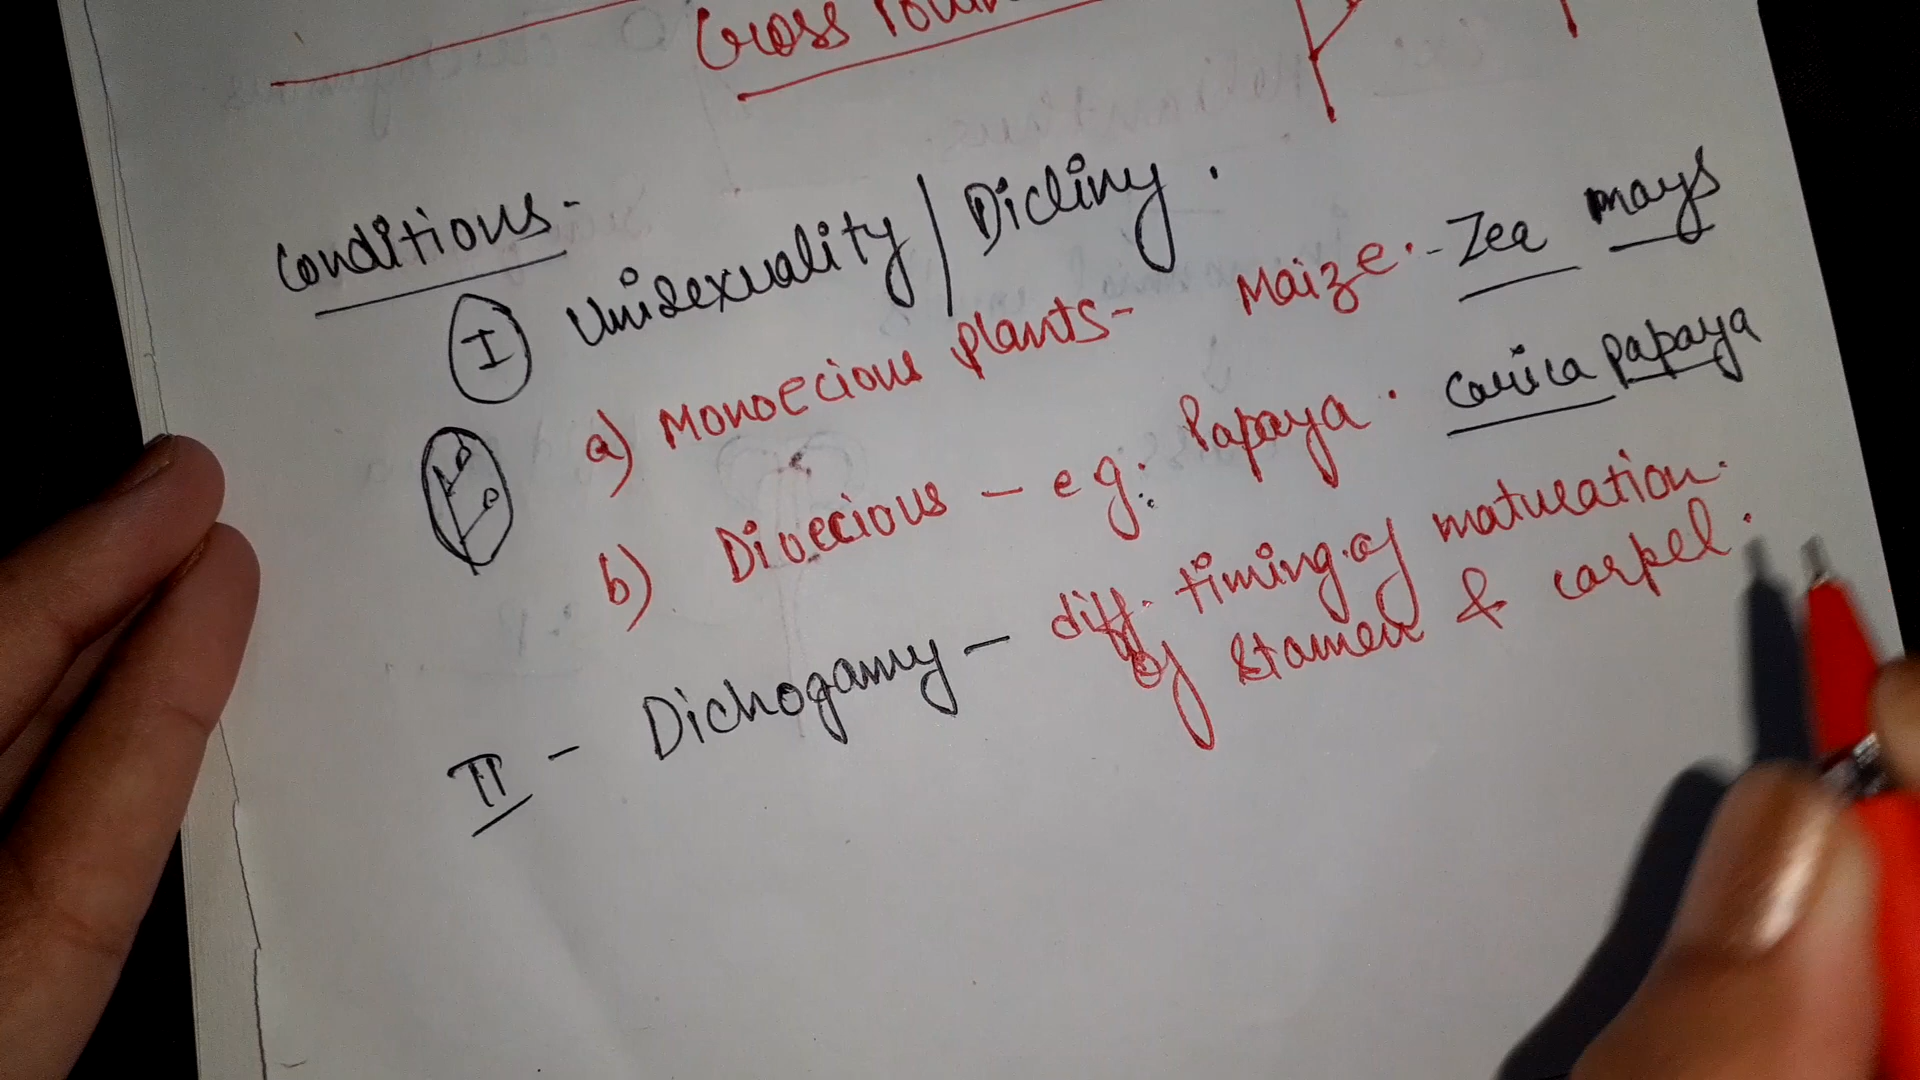 Cross
Conditions-
I Unisexuality/Dicliny.
a) Monoecious plants- Maize.-Zea mays
b) Dioecious - eg: Papaya. Carica papaya
II - Dichogamy - diff. timing of maturation.
of stamen & carpel.